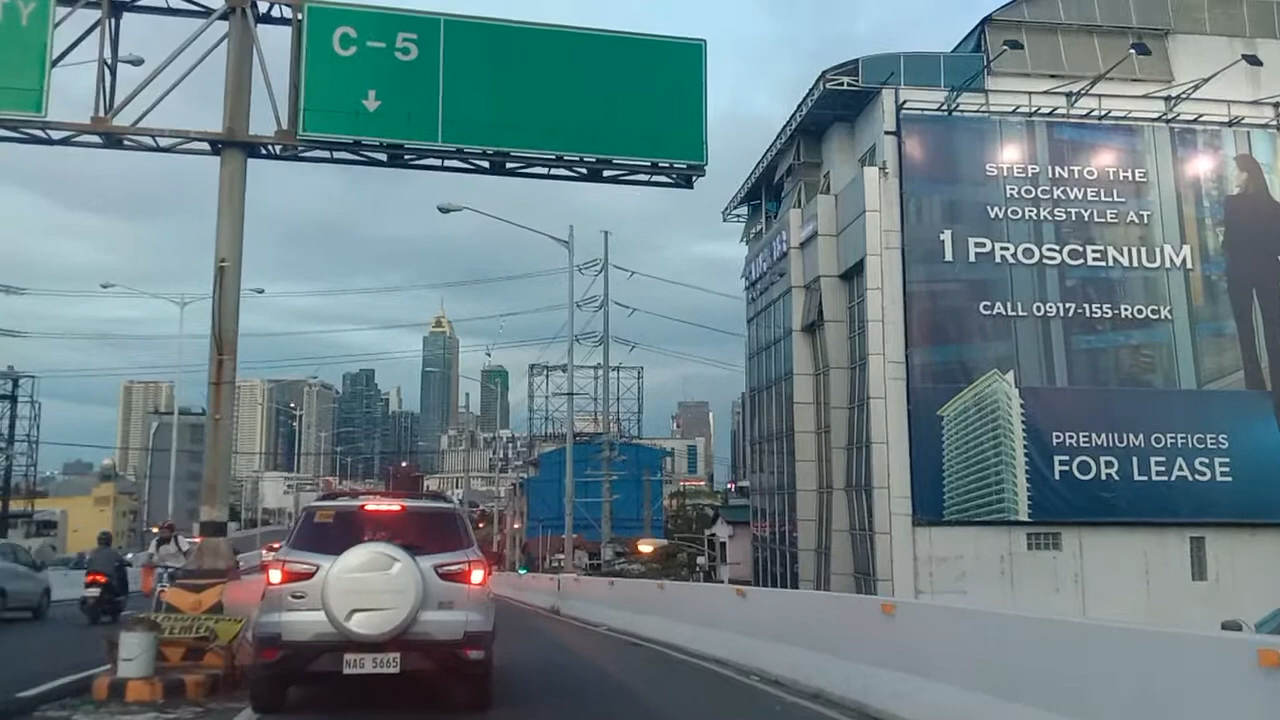 TY
C-5
STEP INTO THE
ROCKWELL
WORKSTYLE AT
1 PROSCENIUM
CALL 0917-155-ROCK
PREMIUM OFFICES
FOR LEASE
NAG 5665